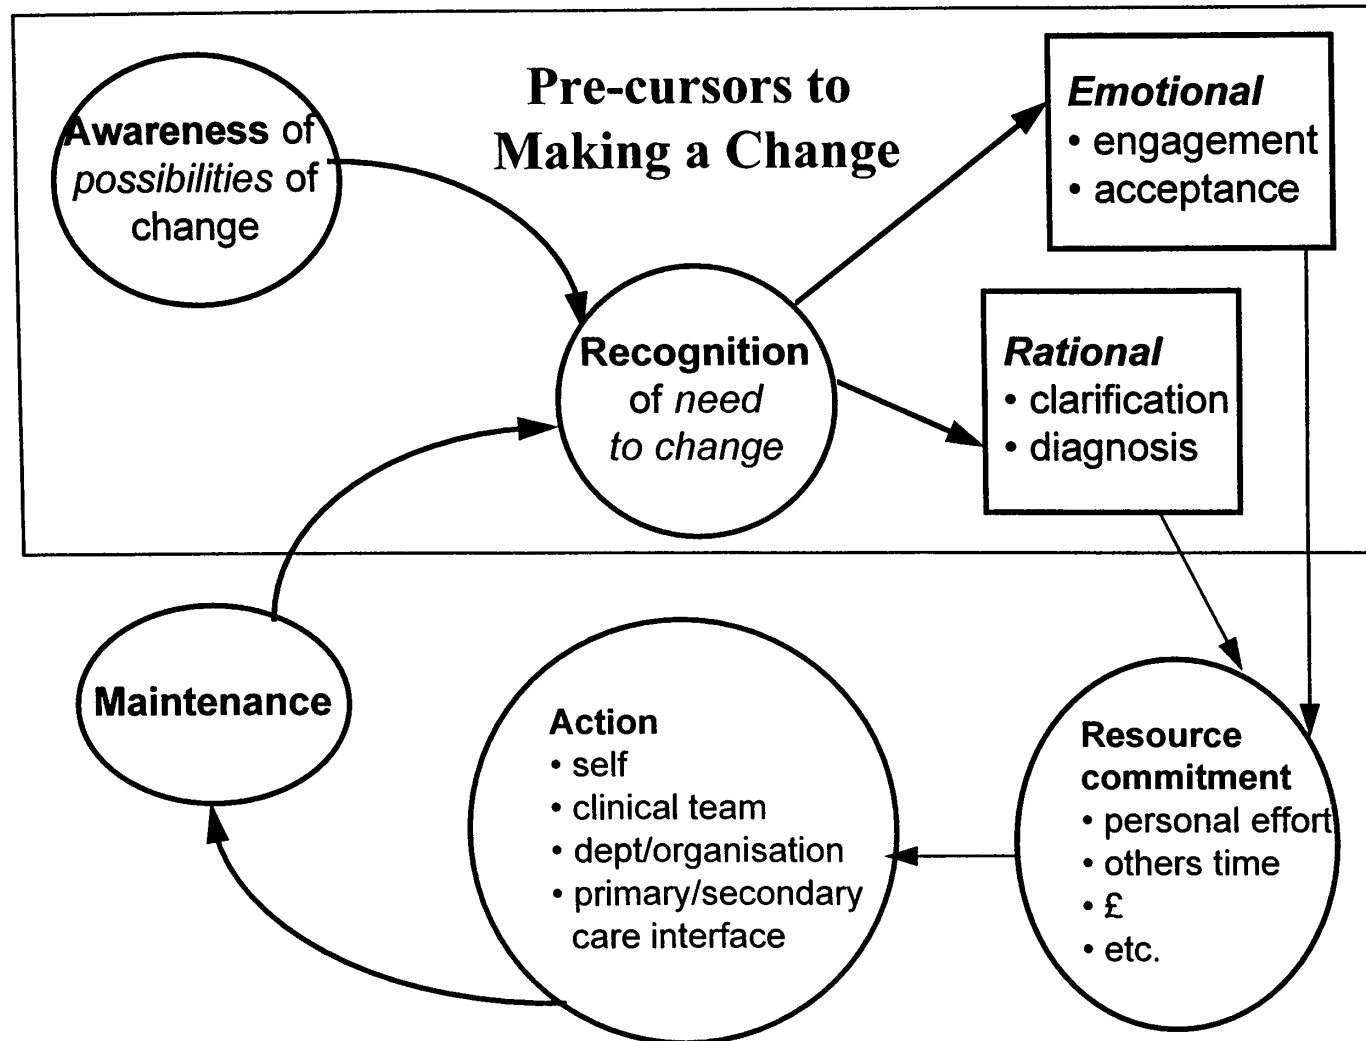 Pre-cursors to
Making a Change
Awareness of
possibilities of
change
Emotional
• engagement
• acceptance
Recognition
of need
to change
Rational
• clarification
• diagnosis
Maintenance
Action
• self
• clinical team
• dept/organisation
• primary/secondary
care interface
Resource
commitment
• personal effort
• others time
• £
• etc.